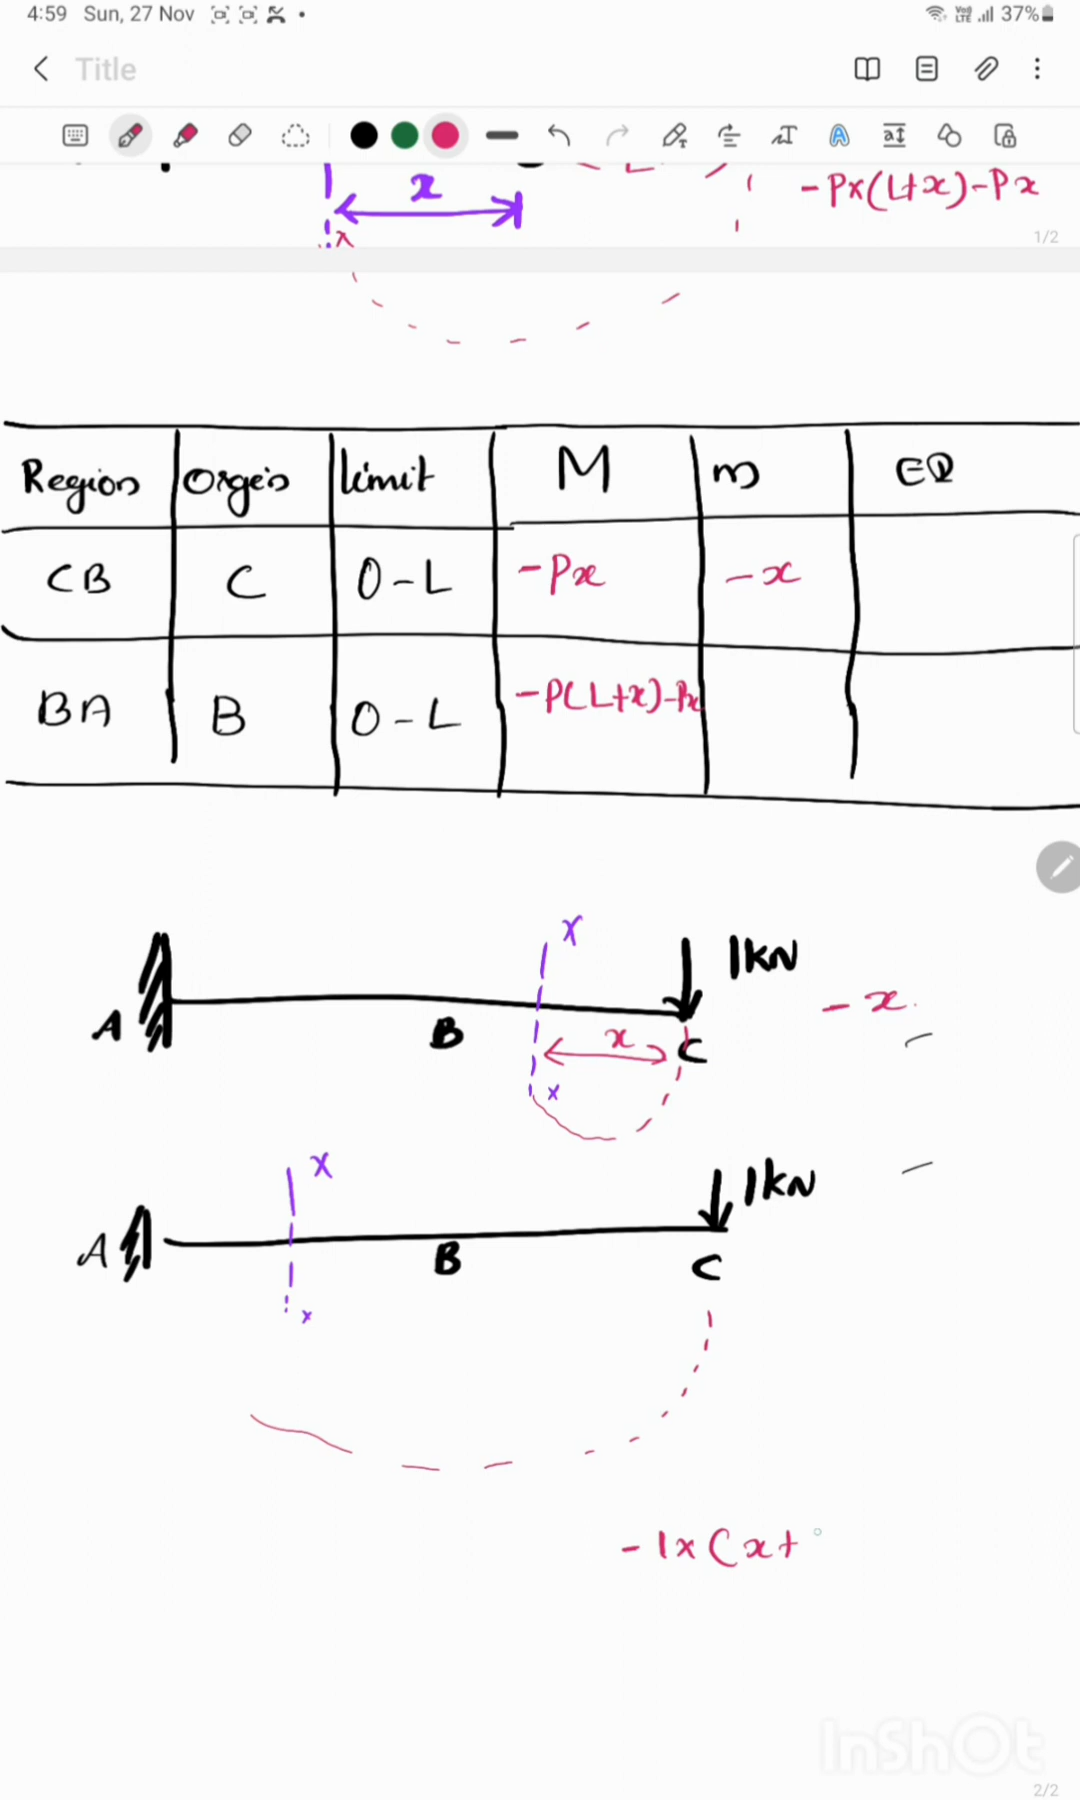 4:59 Sun, 27 Nov
37%
Title
x
-Px(L+x)-Px
x
1/2
Region Orgein limit M m EQ
CB C 0-L -Px -x
BA B 0-L -P(L+x)-Px
X
1kN
-x.
A B x C
x
X
1kN
A B C
x
-1x(x+
InShOt
2/2